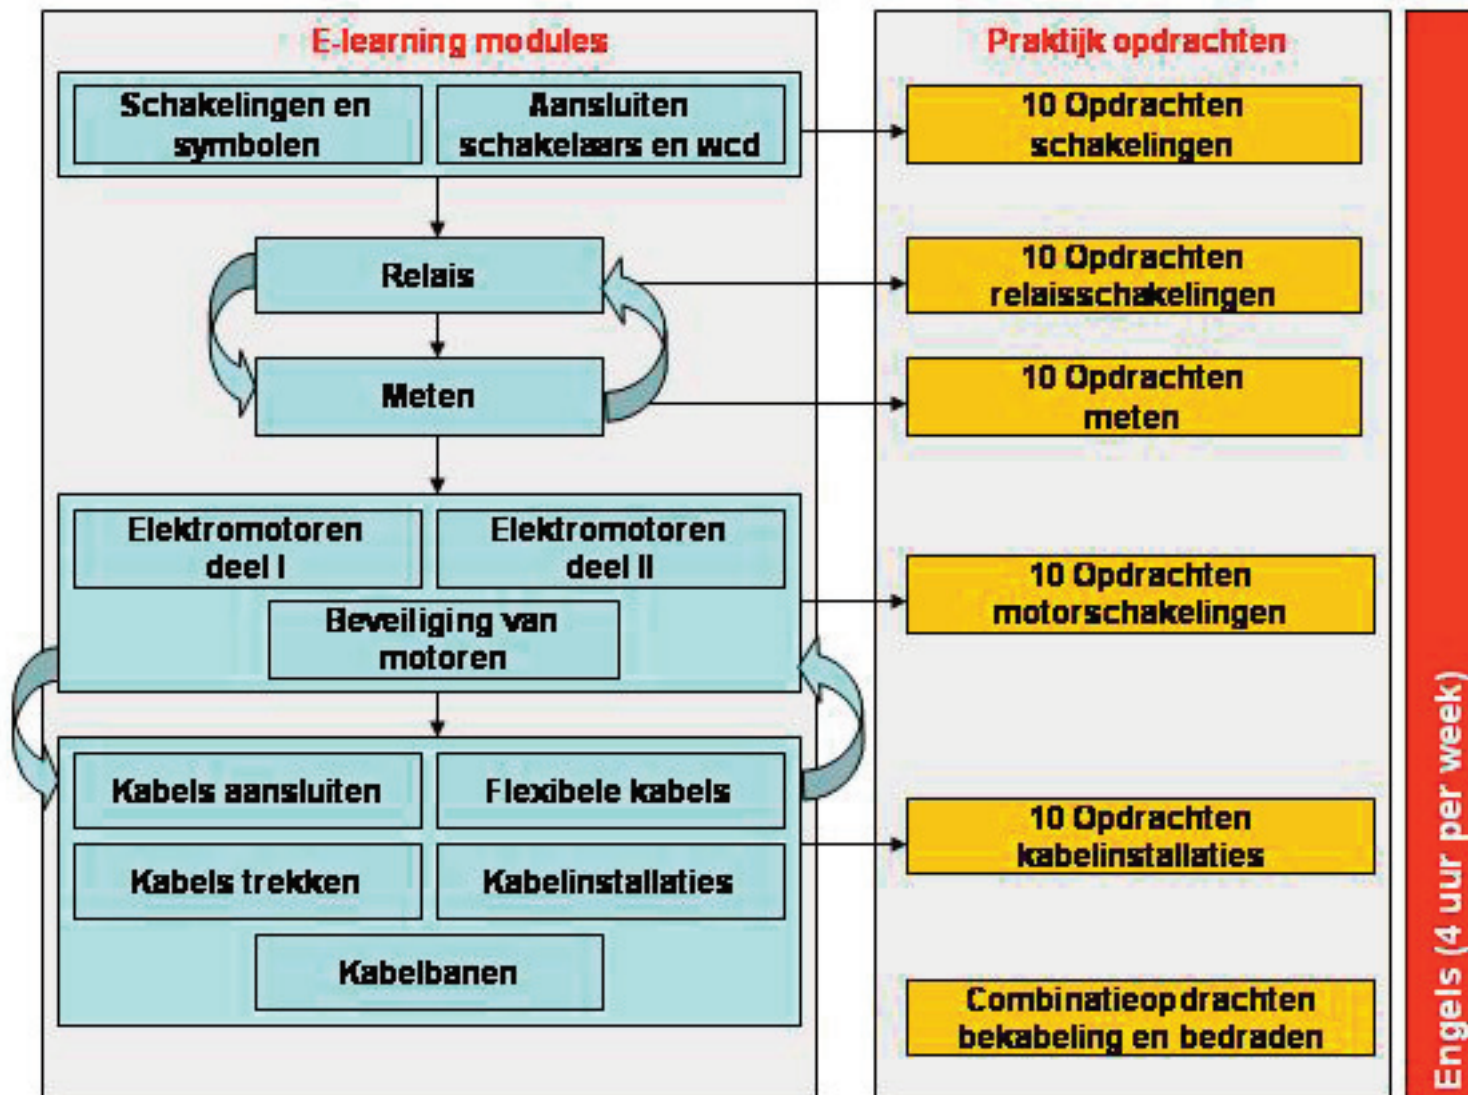 E-learning modules
Schakelingen en
symbolen
Aansluiten
schakelaars en wcd
Relais
Meten
Elektromotoren
deel I
Elektromotoren
deel II
Beveiliging van
motoren
Kabels aansluiten
Flexibele kabels
Kabels trekken
Kabelinstallaties
Kabelbanen
Praktijk opdrachten
10 Opdrachten
schakelingen
10 Opdrachten
relaisschakelingen
10 Opdrachten
meten
10 Opdrachten
motorschakelingen
10 Opdrachten
kabelinstallaties
Combinatieopdrachten
bekabeling en bedraden
Engels (4 uur per week)